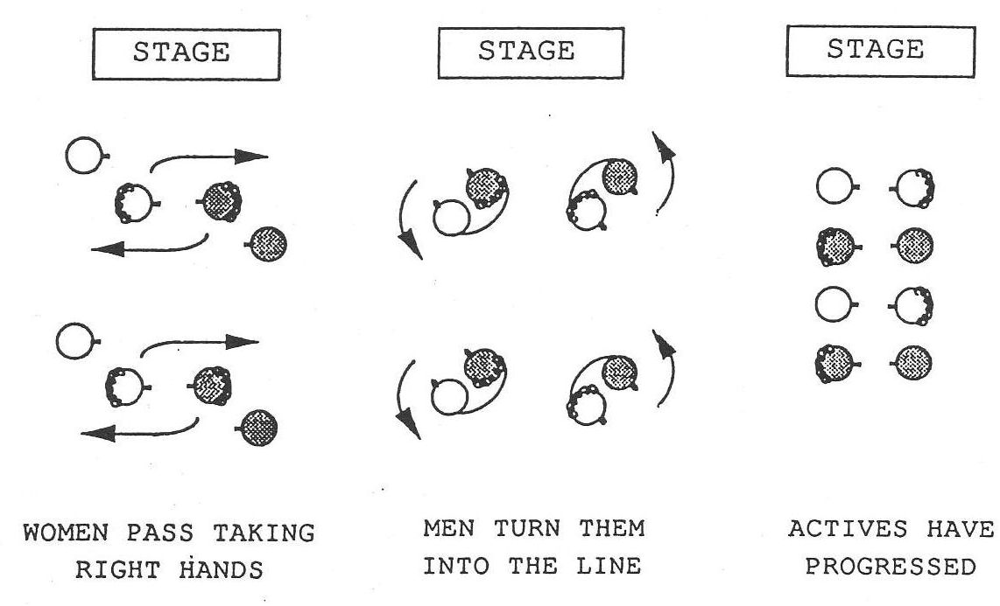 STAGE
STAGE
STAGE
WOMEN PASS TAKING
RIGHT HANDS
MEN TURN THEM
INTO THE LINE
ACTIVES HAVE
PROGRESSED